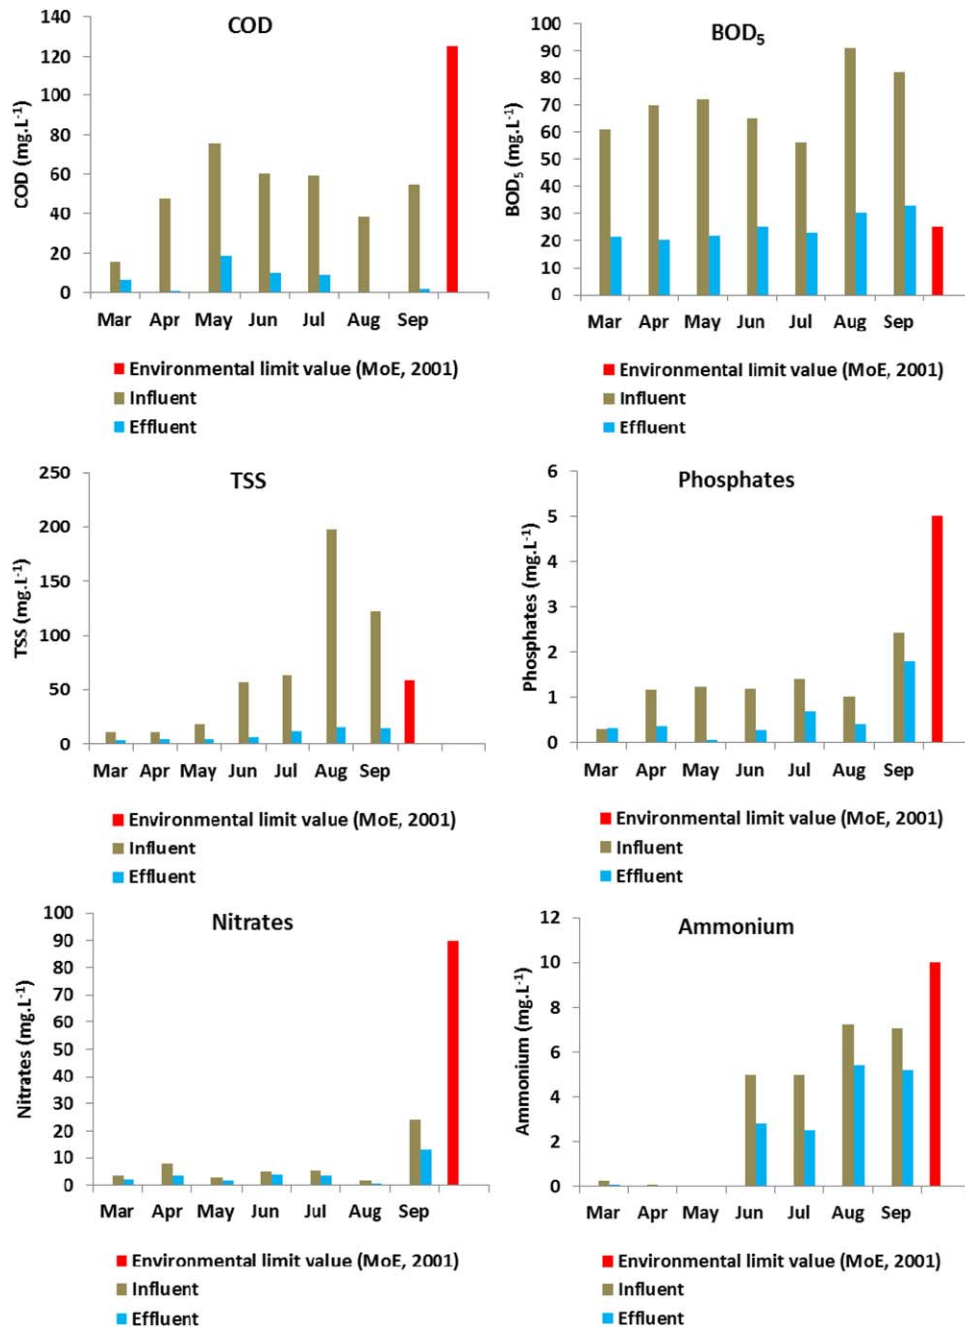 COD
COD (mg.L-1)
140
120
100
80
60
40
20
0
Mar Apr May Jun Jul Aug Sep
Environmental limit value (MoE, 2001)
Influent
Effluent
BOD5
BOD5 (mg.L-1)
100
90
80
70
60
50
40
30
20
10
0
Mar Apr May Jun Jul Aug Sep
Environmental limit value (MoE, 2001)
Influent
Effluent
TSS
TSS (mg.L-1)
250
200
150
100
50
0
Mar Apr May Jun Jul Aug Sep
Environmental limit value (MoE, 2001)
Influent
Effluent
Phosphates
Phosphates (mg.L-1)
6
5
4
3
2
1
0
Mar Apr May Jun Jul Aug Sep
Environmental limit value (MoE, 2001)
Influent
Effluent
Nitrates
Nitrates (mg.L-1)
100
90
80
70
60
50
40
30
20
10
0
Mar Apr May Jun Jul Aug Sep
Environmental limit value (MoE, 2001)
Influent
Effluent
Ammonium
Ammonium (mg.L-1)
12
10
8
6
4
2
0
Mar Apr May Jun Jul Aug Sep
Environmental limit value (MoE, 2001)
Influent
Effluent